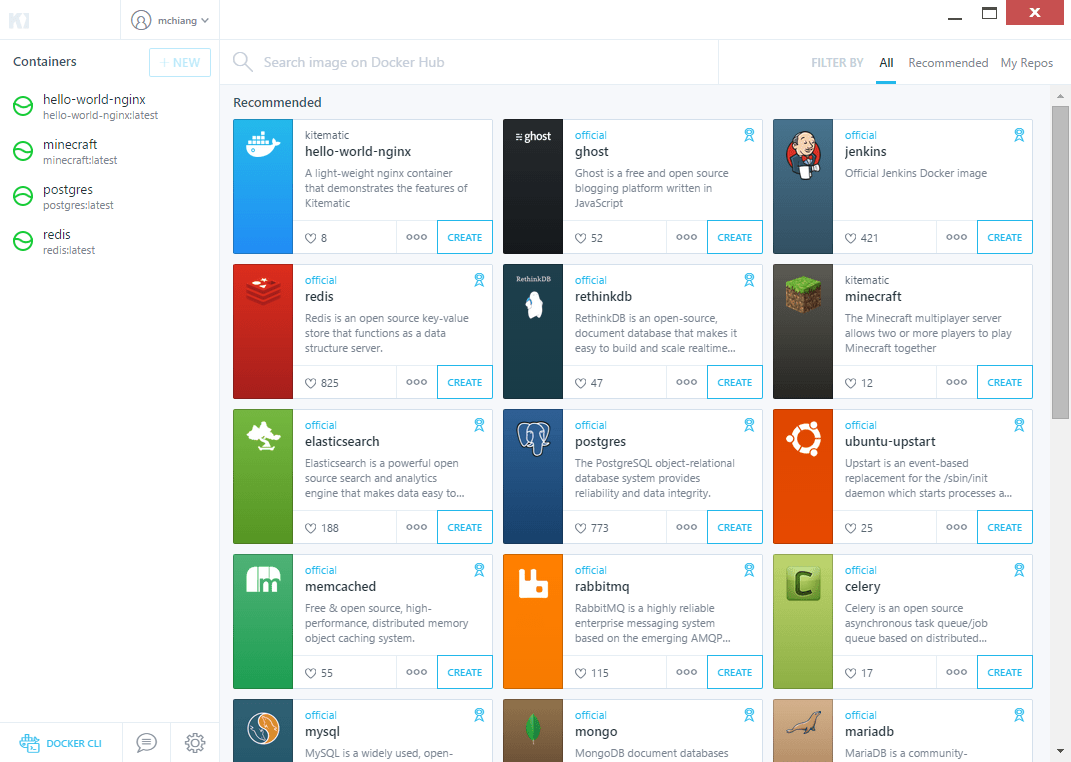 mchiang
Containers
+ NEW
hello-world-nginx
hello-world-nginx:latest
minecraft
minecraft:latest
postgres
postgres:latest
redis
redis:latest
DOCKER CLI
Search image on Docker Hub
FILTER BY All Recommended My Repos
Recommended
kitematic
hello-world-nginx
A light-weight nginx container
that demonstrates the features of
Kitematic
8
CREATE
ghost
official
ghost
Ghost is a free and open source
blogging platform written in
JavaScript
52
CREATE
official
jenkins
Official Jenkins Docker image
421
CREATE
official
redis
Redis is an open source key-value
store that functions as a data
structure server.
825
CREATE
RethinkDB
official
rethinkdb
RethinkDB is an open-source,
document database that makes it
easy to build and scale realtime...
47
CREATE
kitematic
minecraft
The Minecraft multiplayer server
allows two or more players to play
Minecraft together
12
CREATE
official
elasticsearch
Elasticsearch is a powerful open
source search and analytics
engine that makes data easy to...
188
CREATE
official
postgres
The PostgreSQL object-relational
database system provides
reliability and data integrity.
773
CREATE
official
ubuntu-upstart
Upstart is an event-based
replacement for the /sbin/init
daemon which starts processes a...
25
CREATE
official
memcached
Free & open source, high-
performance, distributed memory
object caching system.
55
CREATE
official
rabbitmq
RabbitMQ is a highly reliable
enterprise messaging system
based on the emerging AMQP...
115
CREATE
C
official
celery
Celery is an open source
asynchronous task queue/job
queue based on distributed...
17
CREATE
official
mysql
MySQL is a widely used, open-
official
mongo
MongoDB document databases
official
mariadb
MariaDB is a community-